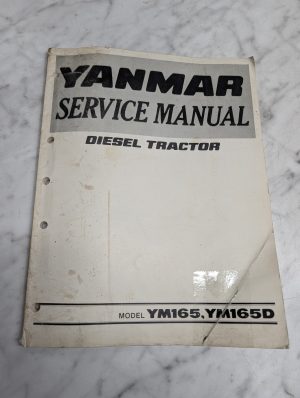 YANMAR
SERVICE MANUAL
DIESEL TRACTOR
MODEL YM165, YM165D